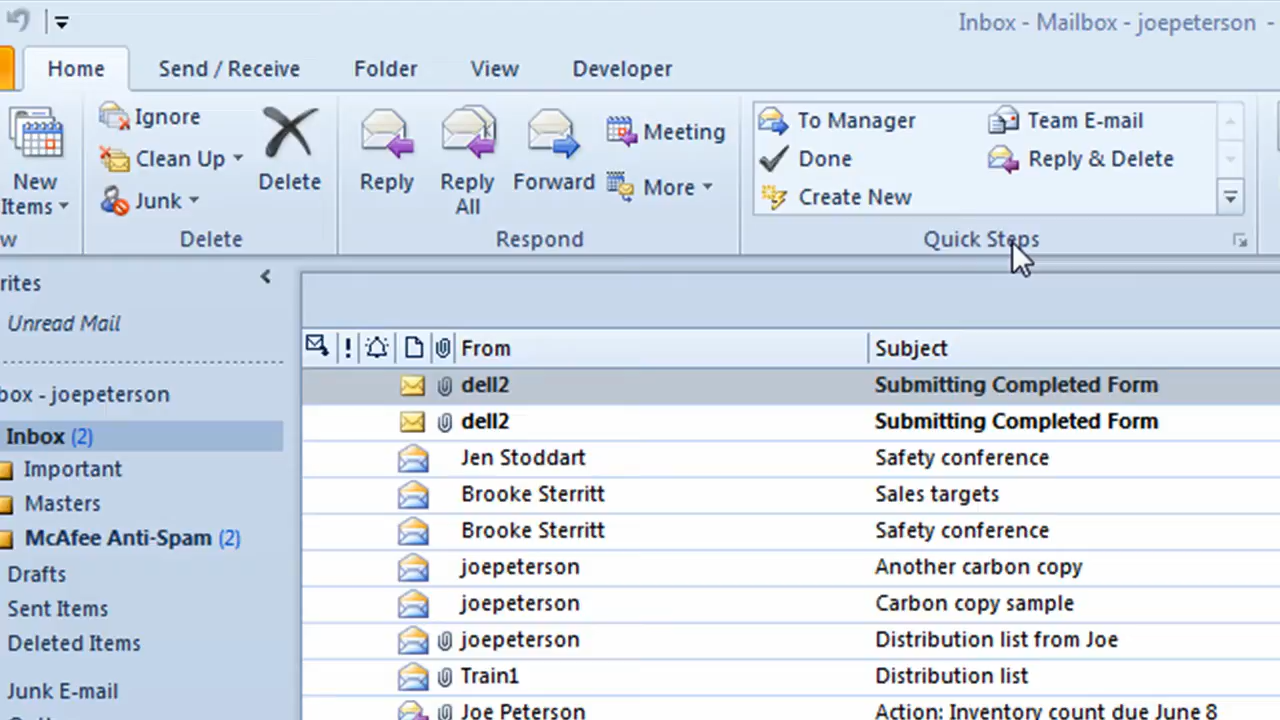 Inbox - Mailbox - joepeterson -
Home Send / Receive Folder View Developer
New Items
Ignore
Clean Up
Junk
Delete
Reply
Reply All
Forward
Meeting
More
To Manager
Team E-mail
Done
Reply & Delete
Create New
w
Delete
Respond
Quick Steps
rites
Unread Mail
box - joepeterson
Inbox (2)
Important
Masters
McAfee Anti-Spam (2)
Drafts
Sent Items
Deleted Items
Junk E-mail
! From Subject
dell2 Submitting Completed Form
dell2 Submitting Completed Form
Jen Stoddart Safety conference
Brooke Sterritt Sales targets
Brooke Sterritt Safety conference
joepeterson Another carbon copy
joepeterson Carbon copy sample
joepeterson Distribution list from Joe
Train1 Distribution list
Joe Peterson Action: Inventory count due June 8